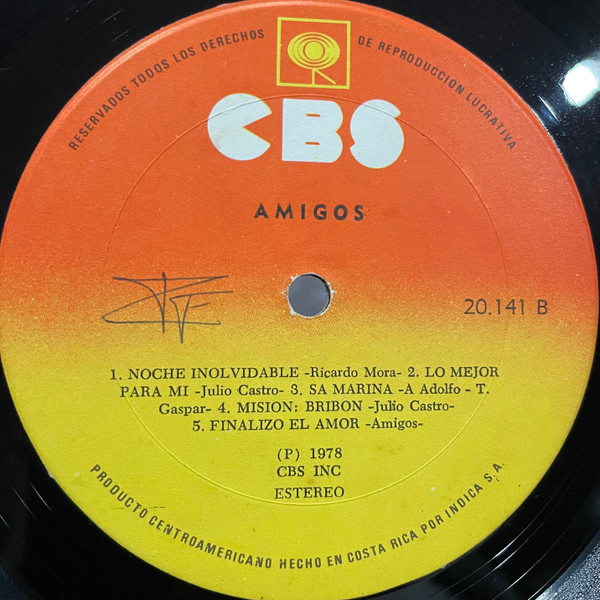 RESERVADOS TODOS LOS DERECHOS DE REPRODUCCION LUCRATIVA
CBS
AMIGOS
20.141 B
1. NOCHE INOLVIDABLE -Ricardo Mora- 2. LO MEJOR
PARA MI -Julio Castro- 3. SA MARINA -A Adolfo - T.
Gaspar- 4. MISION: BRIBON -Julio Castro-
5. FINALIZO EL AMOR -Amigos-
(P) 1978
CBS INC
ESTEREO
PRODUCTO CENTROAMERICANO HECHO EN COSTA RICA POR INDICA S.A.